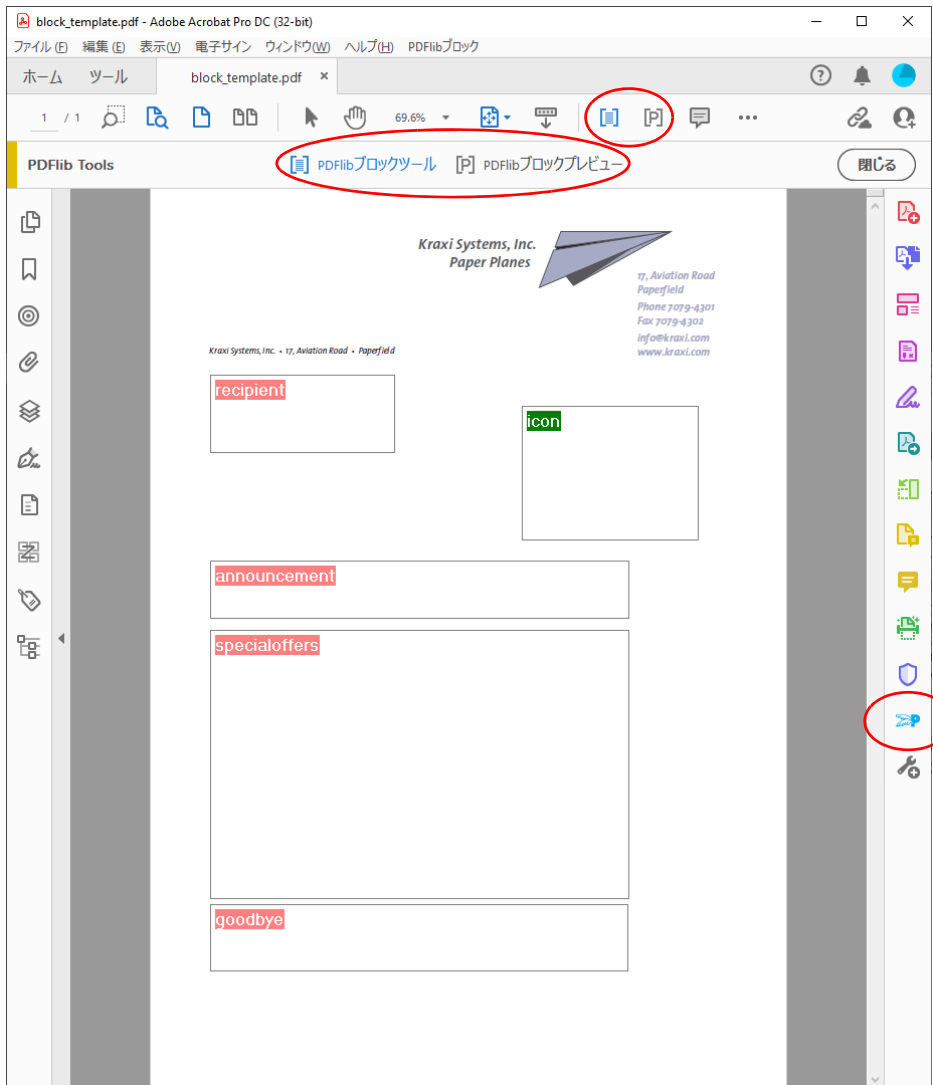 block_template.pdf - Adobe Acrobat Pro DC (32-bit)
ファイル(F) 編集(E) 表示(V) 電子サイン ウィンドウ(W) ヘルプ(H) PDFlibブロック
ホーム ツール block_template.pdf ×
1 / 1 69.6% [P]
PDFlib Tools PDFlibブロックツール [P] PDFlibブロックプレビュー 閉じる
Kraxi Systems, Inc.
Paper Planes
17, Aviation Road
Paperfield
Phone 7079-4301
Fax 7079-4302
info@kraxi.com
www.kraxi.com
Kraxi Systems, Inc. • 17, Aviation Road • Paperfield
recipient
icon
announcement
specialoffers
P
goodbye